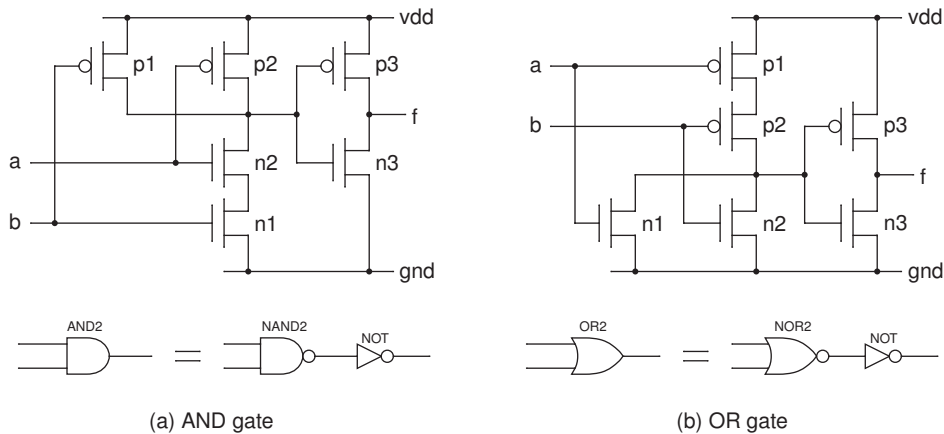 vdd
p1
p2
p3
f
a
n2
n3
b
n1
gnd
AND2
NAND2
NOT
(a) AND gate
vdd
a
p1
b
p2
p3
f
n1
n2
n3
gnd
OR2
NOR2
NOT
(b) OR gate